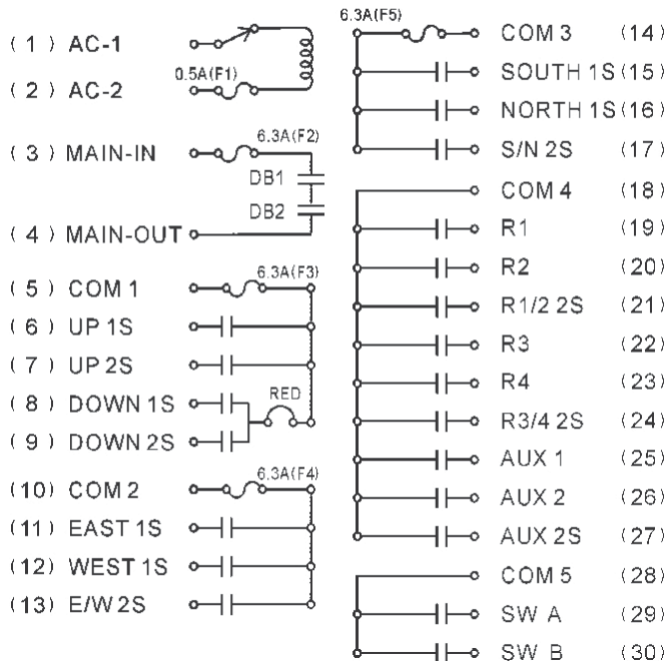 (1) AC-1
0.5A(F1)
(2) AC-2
(3) MAIN-IN
6.3A(F2)
DB1
DB2
(4) MAIN-OUT
6.3A(F3)
(5) COM 1
(6) UP 1S
(7) UP 2S
(8) DOWN 1S
RED
(9) DOWN 2S
6.3A(F4)
(10) COM 2
(11) EAST 1S
(12) WEST 1S
(13) E/W 2S
6.3A(F5)
COM 3 (14)
SOUTH 1S (15)
NORTH 1S (16)
S/N 2S (17)
COM 4 (18)
R1 (19)
R2 (20)
R1/2 2S (21)
R3 (22)
R4 (23)
R3/4 2S (24)
AUX 1 (25)
AUX 2 (26)
AUX 2S (27)
COM 5 (28)
SW A (29)
SW B (30)